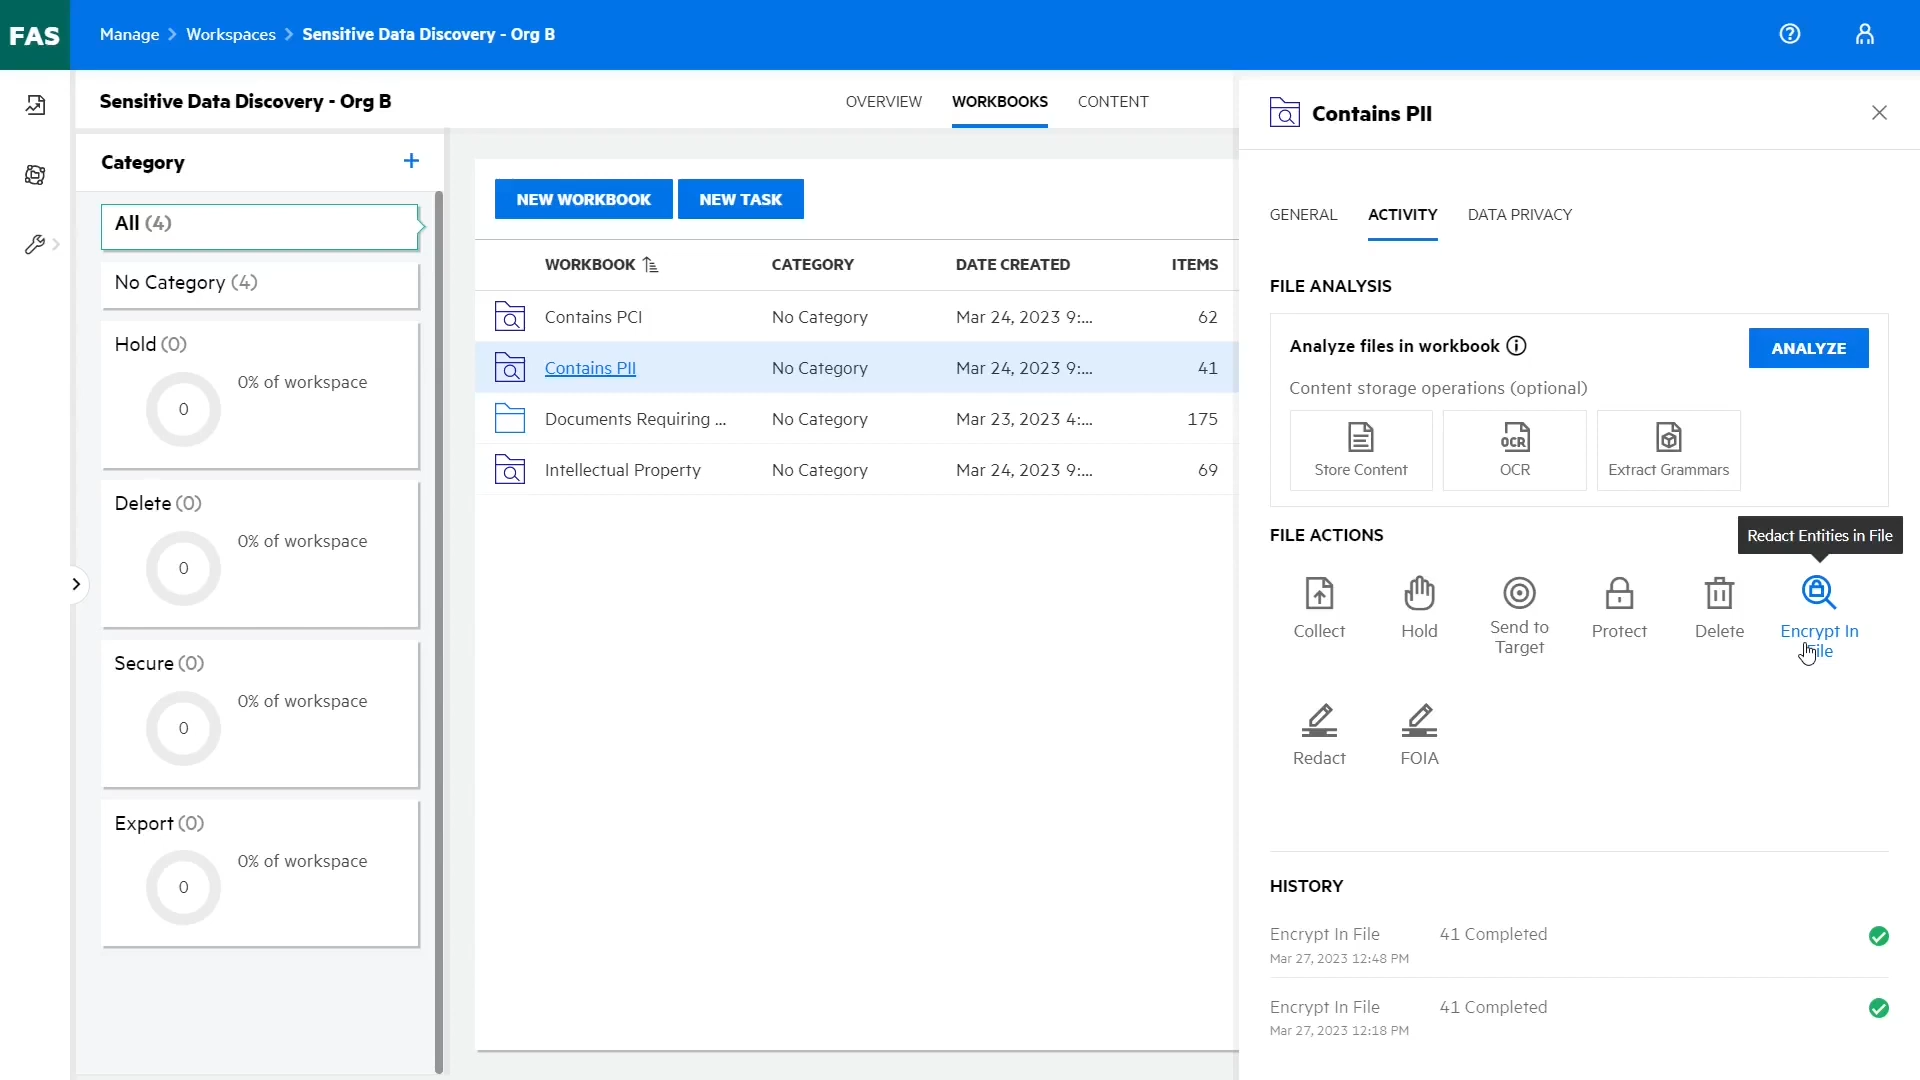 FAS
Manage > Workspaces > Sensitive Data Discovery - Org B
Sensitive Data Discovery - Org B
OVERVIEW
WORKBOOKS
CONTENT
Category
+
All (4)
No Category (4)
Hold (0)
0% of workspace
0
Delete (0)
0% of workspace
0
Secure (0)
0% of workspace
0
Export (0)
0% of workspace
0
NEW WORKBOOK
NEW TASK
WORKBOOK CATEGORY DATE CREATED ITEMS
Contains PCI No Category Mar 24, 2023 9:... 62
Contains PII No Category Mar 24, 2023 9:... 41
Documents Requiring ... No Category Mar 23, 2023 4:... 175
Intellectual Property No Category Mar 24, 2023 9:... 69
Contains PII
GENERAL
ACTIVITY
DATA PRIVACY
FILE ANALYSIS
Analyze files in workbook
ANALYZE
Content storage operations (optional)
Store Content
OCR
OCR
Extract Grammars
FILE ACTIONS
Redact Entities in File
Collect
Hold
Send to
Target
Protect
Delete
Encrypt In
File
Redact
FOIA
HISTORY
Encrypt In File 41 Completed
Mar 27, 2023 12:48 PM
Encrypt In File 41 Completed
Mar 27, 2023 12:18 PM